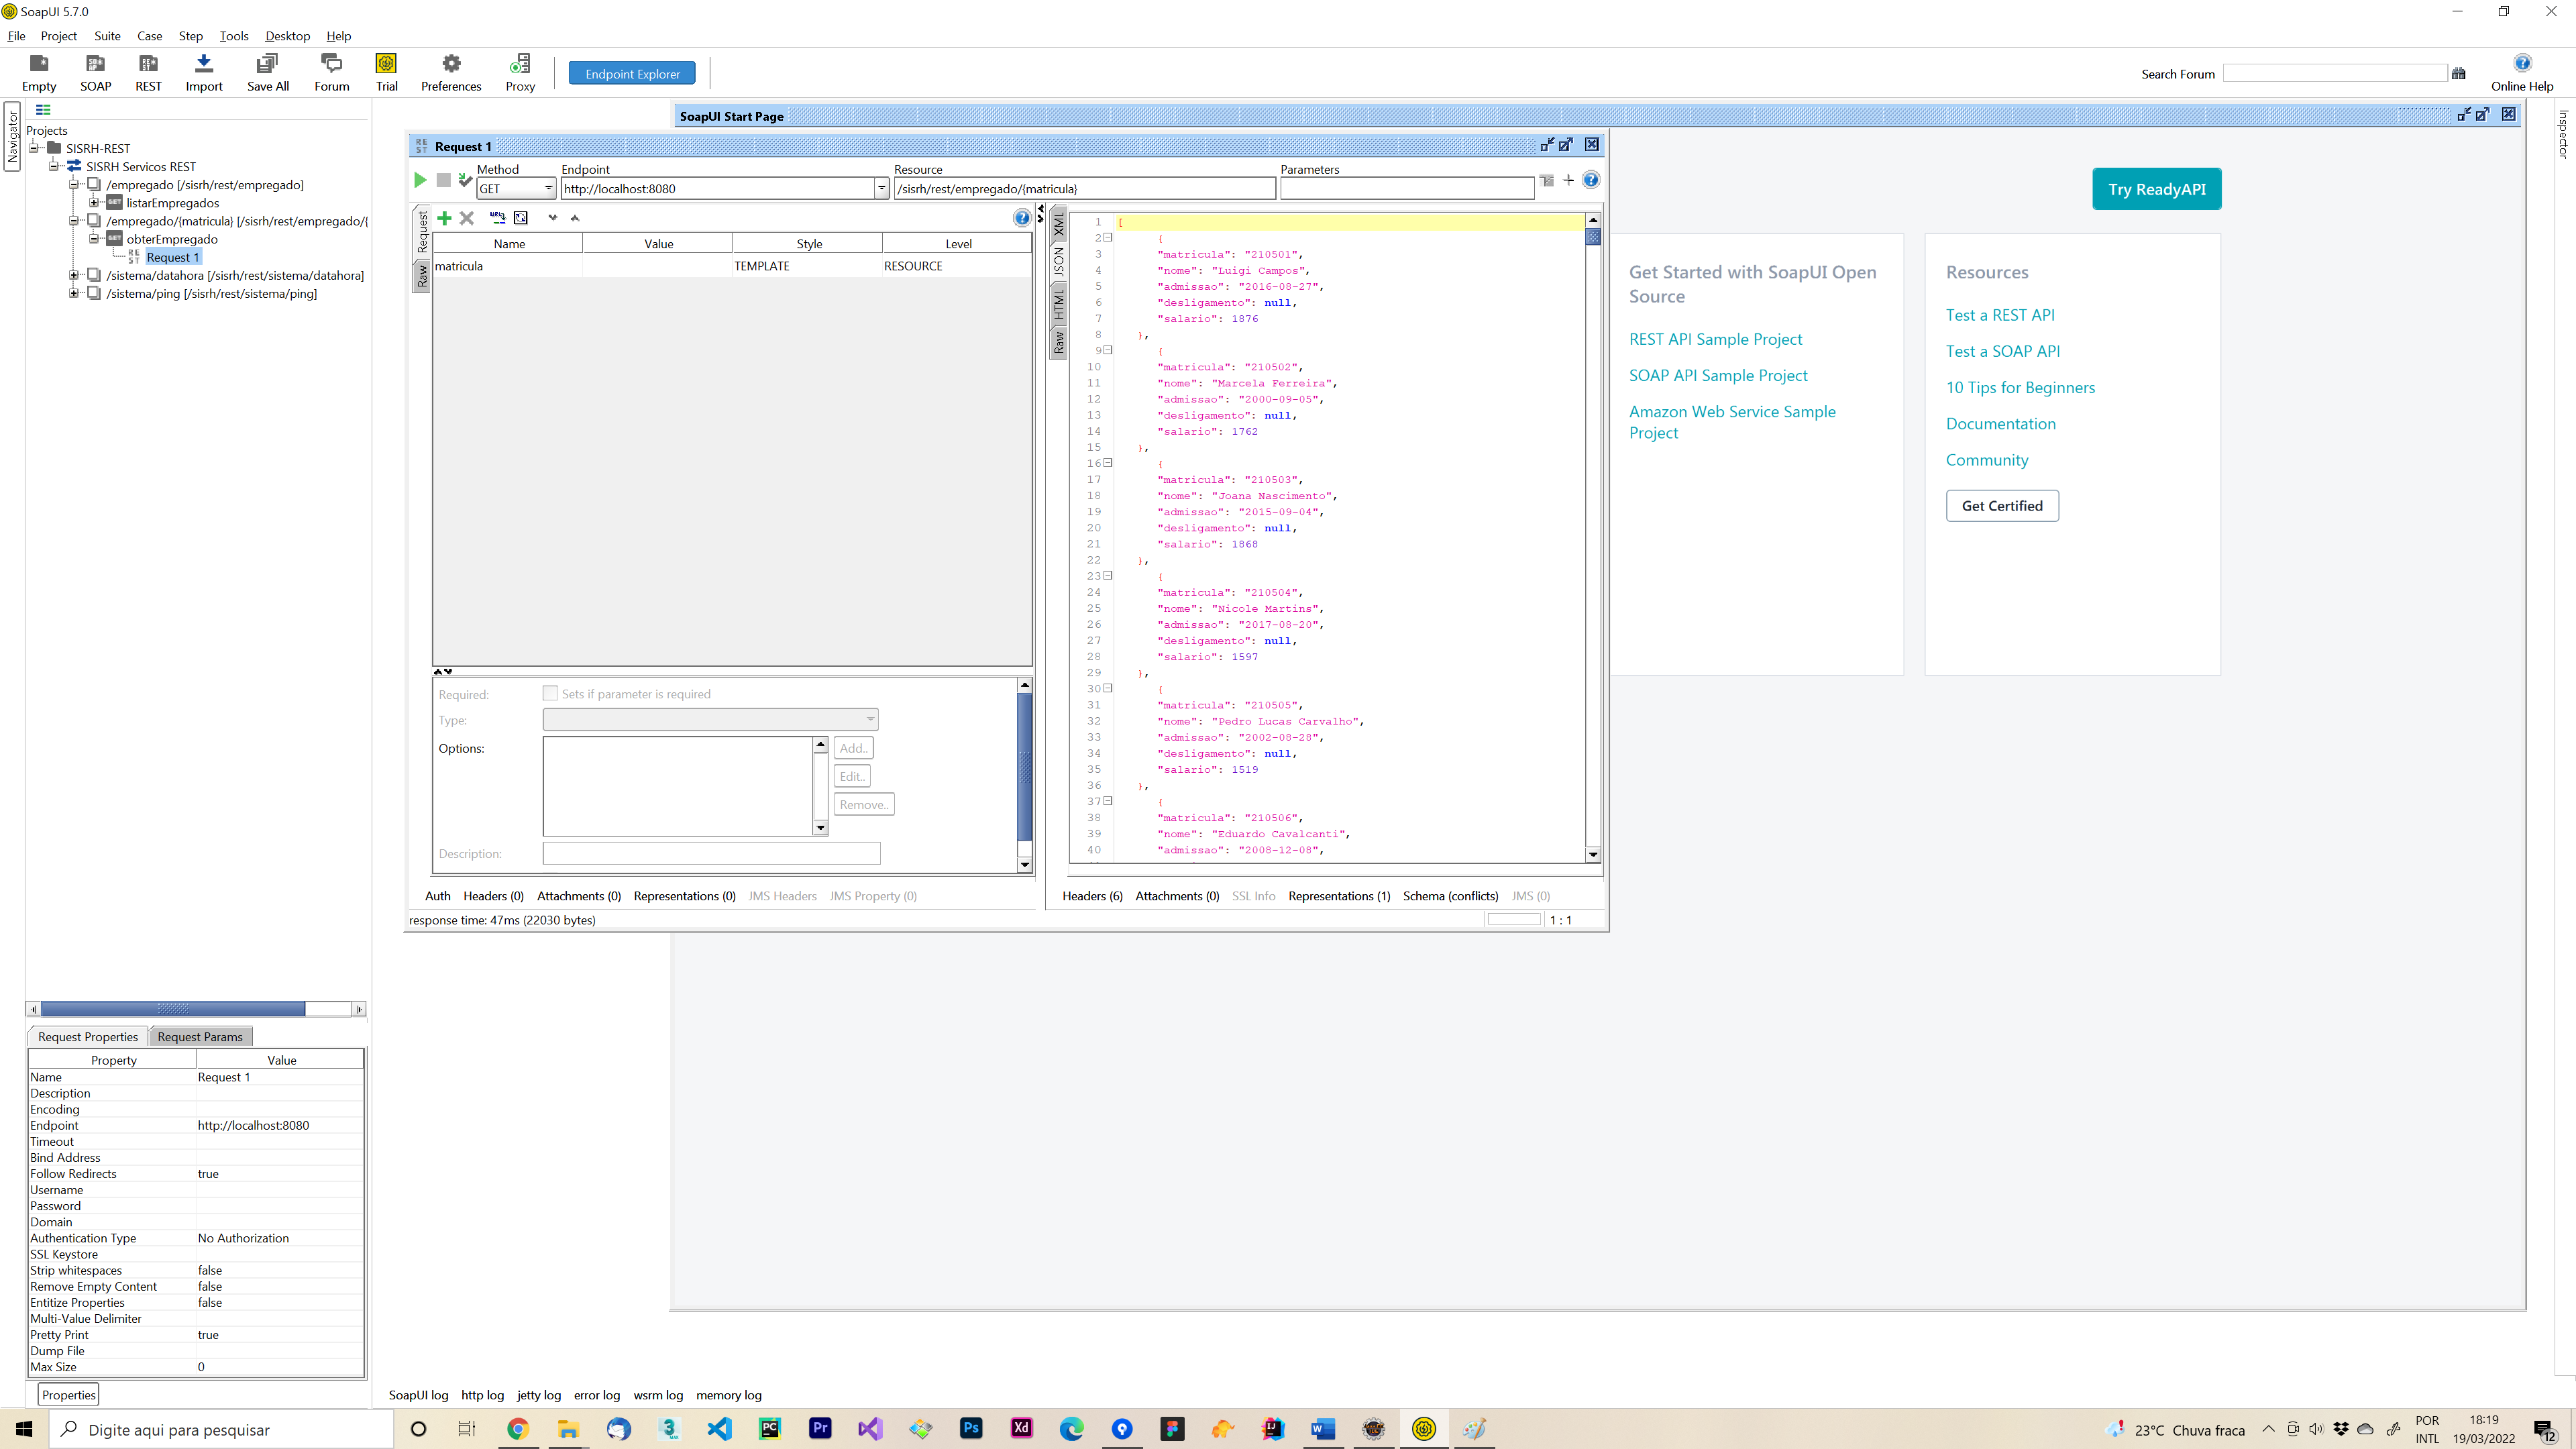 SoapUI 5.7.0
File Project Suite Case Step Tools Desktop Help
Empty SOAP REST Import Save All Forum Trial Preferences Proxy
Endpoint Explorer
Search Forum
Online Help
Navigator
Projects
SISRH-REST
SISRH Servicos REST
/empregado [/sisrh/rest/empregado]
GET listarEmpregados
/empregado/{matricula} [/sisrh/rest/empregado/{
GET obterEmpregado
REST Request 1
/sistema/datahora [/sisrh/rest/sistema/datahora]
/sistema/ping [/sisrh/rest/sistema/ping]
Request Properties Request Params
Property Value
Name Request 1
Description
Encoding
Endpoint http://localhost:8080
Timeout
Bind Address
Follow Redirects true
Username
Password
Domain
Authentication Type No Authorization
SSL Keystore
Strip whitespaces false
Remove Empty Content false
Entitize Properties false
Multi-Value Delimiter
Pretty Print true
Dump File
Max Size 0
Properties
SoapUI Start Page
REST Request 1
Method Endpoint Resource Parameters
GET http://localhost:8080 /sisrh/rest/empregado/{matricula}
Request
Raw
Name Value Style Level
matricula TEMPLATE RESOURCE
Required: Sets if parameter is required
Type:
Options: Add..
Edit..
Remove..
Description:
Auth Headers (0) Attachments (0) Representations (0) JMS Headers JMS Property (0)
response time: 47ms (22030 bytes)
XML
JSON
HTML
Raw
1 [
2 {
3 "matricula": "210501",
4 "nome": "Luigi Campos",
5 "admissao": "2016-08-27",
6 "desligamento": null,
7 "salario": 1876
8 },
9 {
10 "matricula": "210502",
11 "nome": "Marcela Ferreira",
12 "admissao": "2000-09-05",
13 "desligamento": null,
14 "salario": 1762
15 },
16 {
17 "matricula": "210503",
18 "nome": "Joana Nascimento",
19 "admissao": "2015-09-04",
20 "desligamento": null,
21 "salario": 1868
22 },
23 {
24 "matricula": "210504",
25 "nome": "Nicole Martins",
26 "admissao": "2017-08-20",
27 "desligamento": null,
28 "salario": 1597
29 },
30 {
31 "matricula": "210505",
32 "nome": "Pedro Lucas Carvalho",
33 "admissao": "2002-08-28",
34 "desligamento": null,
35 "salario": 1519
36 },
37 {
38 "matricula": "210506",
39 "nome": "Eduardo Cavalcanti",
40 "admissao": "2008-12-08",
Headers (6) Attachments (0) SSL Info Representations (1) Schema (conflicts) JMS (0)
1 : 1
Try ReadyAPI
Get Started with SoapUI Open
Source
REST API Sample Project
SOAP API Sample Project
Amazon Web Service Sample
Project
Resources
Test a REST API
Test a SOAP API
10 Tips for Beginners
Documentation
Community
Get Certified
Inspector
SoapUI log http log jetty log error log wsrm log memory log
Digite aqui para pesquisar
23°C Chuva fraca
POR
INTL
18:19
19/03/2022
12